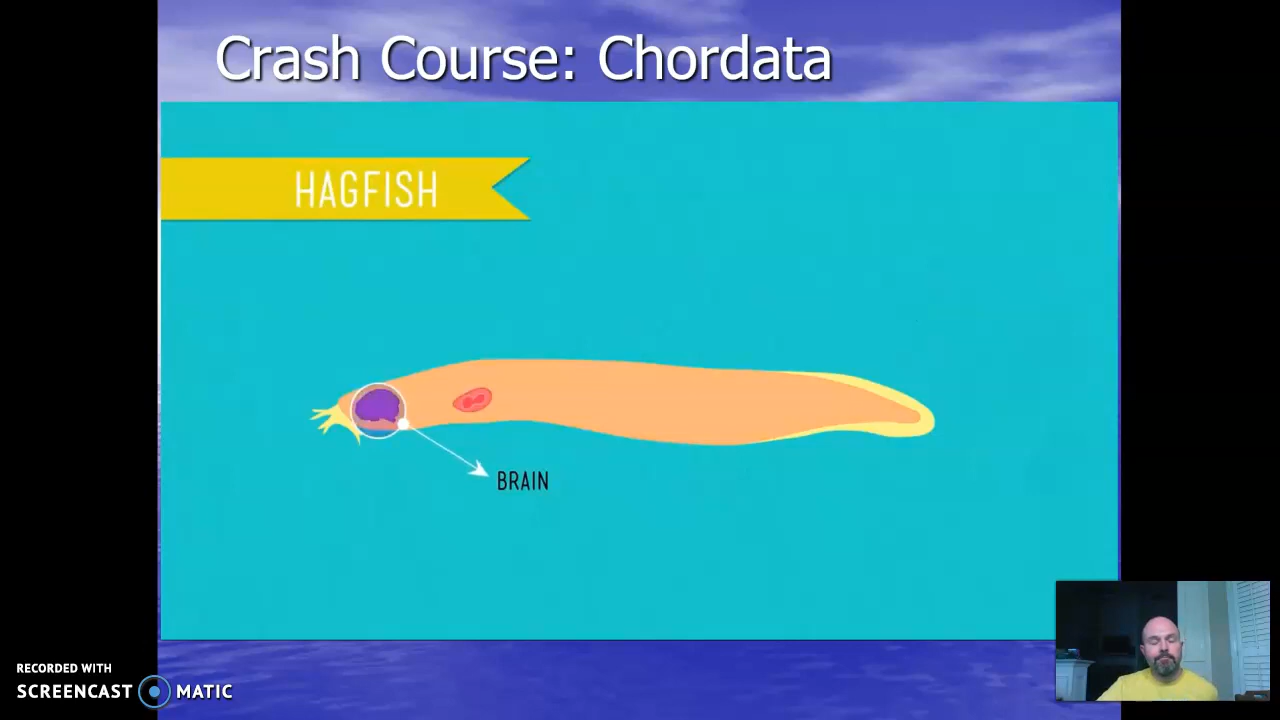 Crash Course: Chordata
HAGFISH
BRAIN
RECORDED WITH
SCREENCAST MATIC